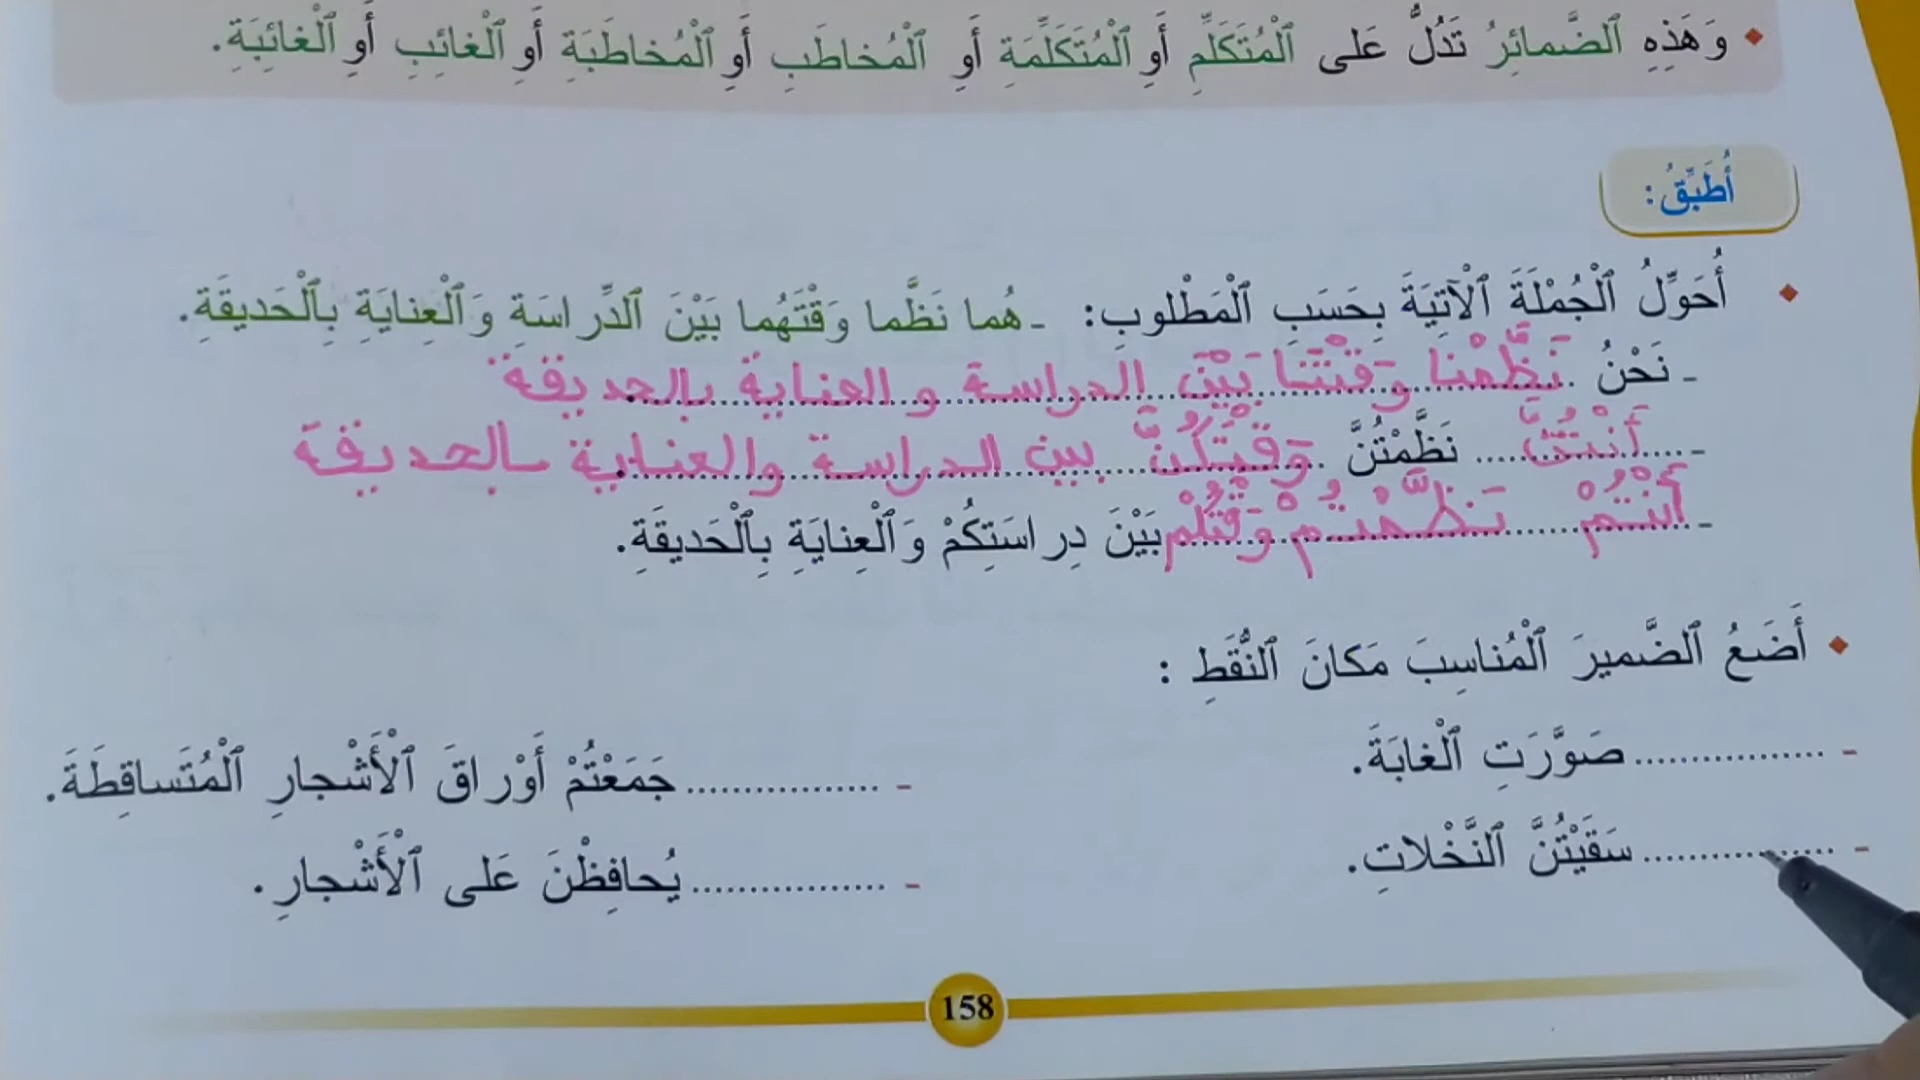 وَهَذِهِ ٱلضَّمائِرُ تَدُلُّ عَلى ٱلْمُتَكَلِّمِ أَوِ ٱلْمُتَكَلِّمَةِ أَوِ ٱلْمُخاطَبِ أَوِ ٱلْمُخاطَبَةِ أَوِ ٱلْغائِبِ أَوِ ٱلْغائِبَةِ.
أُطَبِّقُ:
أُحَوِّلُ ٱلْجُمْلَةَ ٱلْآتِيَةَ بِحَسَبِ ٱلْمَطْلوبِ: - هُما نَظَّما وَقْتَهُما بَيْنَ ٱلدِّراسَةِ وَٱلْعِنايَةِ بِٱلْحَديقَةِ.
- نَحْنُ نَظَّمْنا وَقْتَنا بَيْنَ الدراسة والعناية بالحديقة
- أَنْتُنَّ نَظَّمْتُنَّ وَقْتَكُنَّ بين الدراسة والعناية بالحديقة
- أَنْتُمْ نَظَّمْتُمْ وَقْتَكُمْ بَيْنَ دِراسَتِكُمْ وَٱلْعِنايَةِ بِٱلْحَديقَةِ.
أَضَعُ ٱلضَّميرَ ٱلْمُناسِبَ مَكانَ ٱلنُّقَطِ :
- ................ صَوَّرَتِ ٱلْغابَةَ.
- ................ جَمَعْتُمْ أَوْراقَ ٱلْأَشْجارِ ٱلْمُتَساقِطَةَ.
- ................ سَقَيْتُنَّ ٱلنَّخْلاتِ.
- ................ يُحافِظْنَ عَلى ٱلْأَشْجارِ.
158